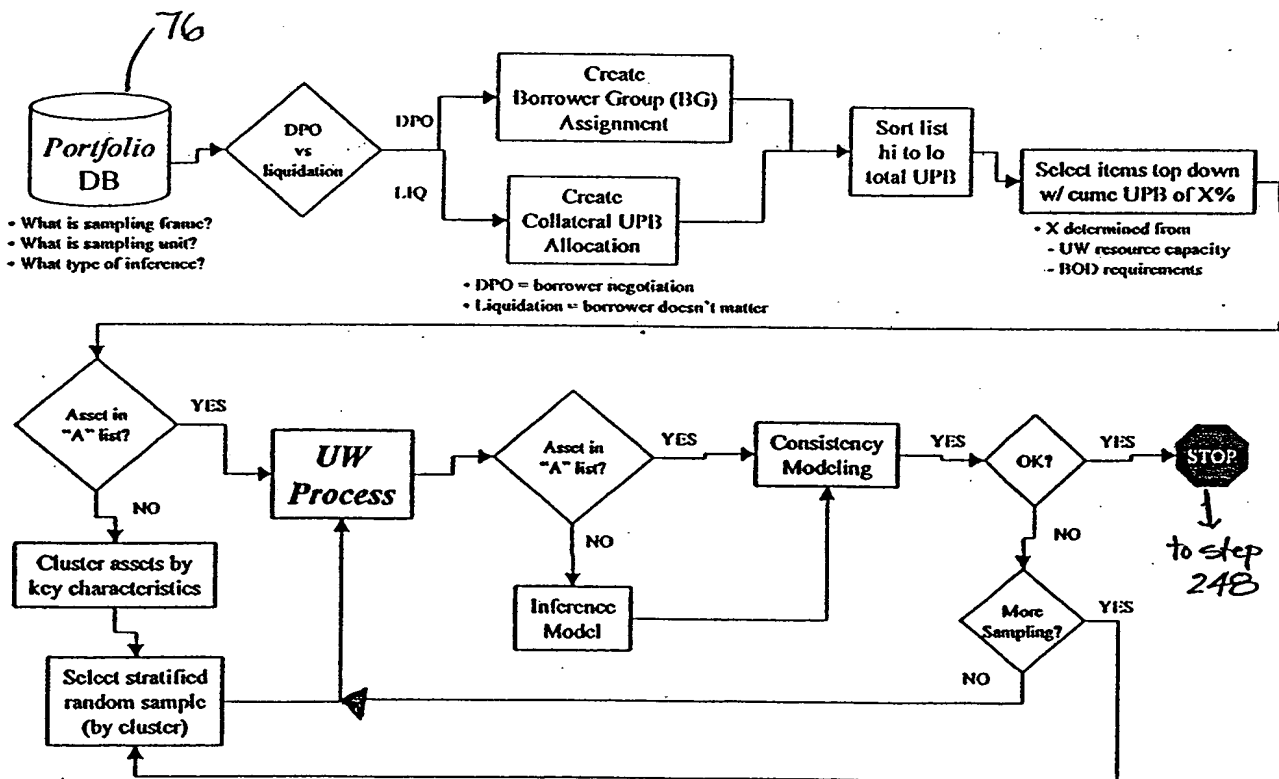 76
Portfolio
DB
• What is sampling frame?
• What is sampling unit?
• What type of inference?
DPO
vs
liquidation
DPO
LIQ
Create
Borrower Group (BG)
Assignment
Create
Collateral UPB
Allocation
• DPO = borrower negotiation
• Liquidation = borrower doesn't matter
Sort list
hi to lo
total UPB
Select items top down
w/ cume UPB of X%
• X determined from
- UW resource capacity
- BOD requirements
Asset in
"A" list?
YES
NO
UW
Process
Asset in
"A" list?
YES
NO
Consistency
Modeling
YES
OK?
YES
STOP
to step
248
NO
Cluster assets by
key characteristics
Inference
Model
More
Sampling?
YES
NO
Select stratified
random sample
(by cluster)